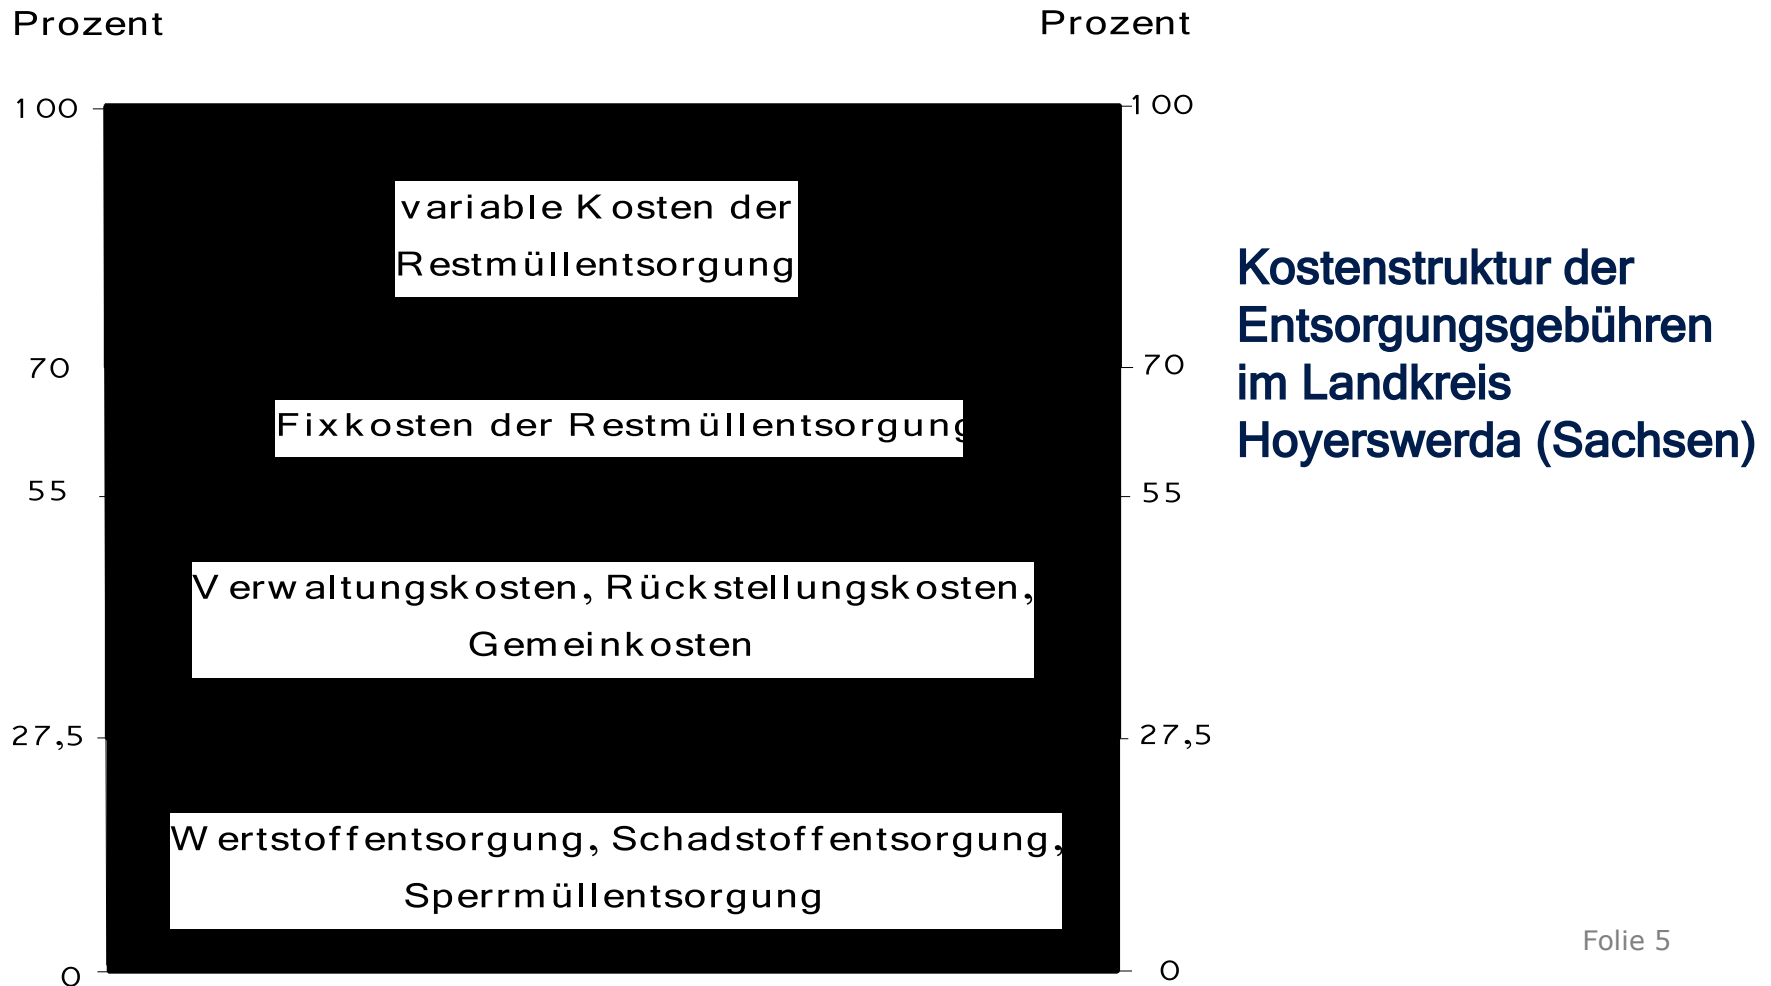 Prozent Prozent
100 100
variable Kosten der
Restmüllentsorgung
70 70
Fixkosten der Restmüllentsorgung
55 55
Verwaltungskosten, Rückstellungskosten,
Gemeinkosten
27,5 27,5
Wertstoffentsorgung, Schadstoffentsorgung,
Sperrmüllentsorgung
0 0
Kostenstruktur der
Entsorgungsgebühren
im Landkreis
Hoyerswerda (Sachsen)
Folie 5